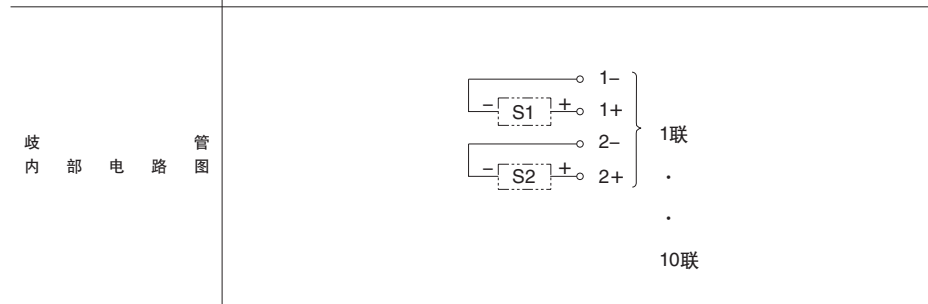 歧管
内部电路图
1–
– S1 + 1+
2–
– S2 + 2+
1联
·
·
10联